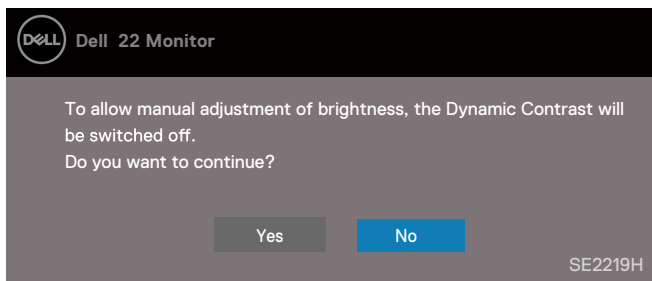 DELL Dell 22 Monitor
To allow manual adjustment of brightness, the Dynamic Contrast will
be switched off.
Do you want to continue?
Yes No
SE2219H